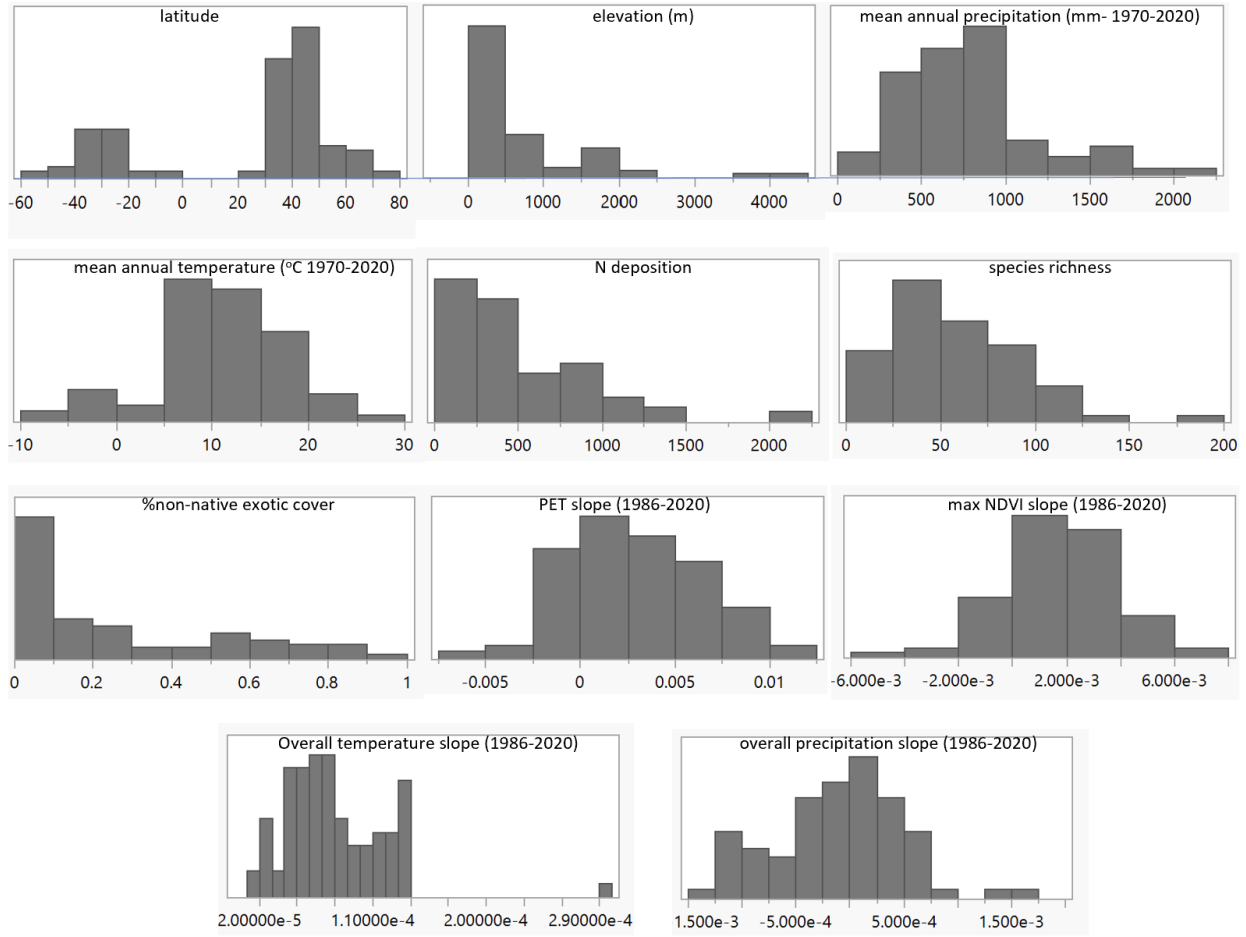 latitude
elevation (m)
mean annual precipitation (mm- 1970-2020)
-60 -40 -20 0 20 40 60 80
0 1000 2000 3000 4000
0 500 1000 1500 2000
mean annual temperature (ºC 1970-2020)
N deposition
species richness
-10 0 10 20 30
0 500 1000 1500 2000
0 50 100 150 200
%non-native exotic cover
PET slope (1986-2020)
max NDVI slope (1986-2020)
0 0.2 0.4 0.6 0.8 1
-0.005 0 0.005 0.01
-6.000e-3 -2.000e-3 2.000e-3 6.000e-3
Overall temperature slope (1986-2020)
overall precipitation slope (1986-2020)
2.00000e-5 1.10000e-4 2.00000e-4 2.90000e-4
1.500e-3 -5.000e-4 5.000e-4 1.500e-3